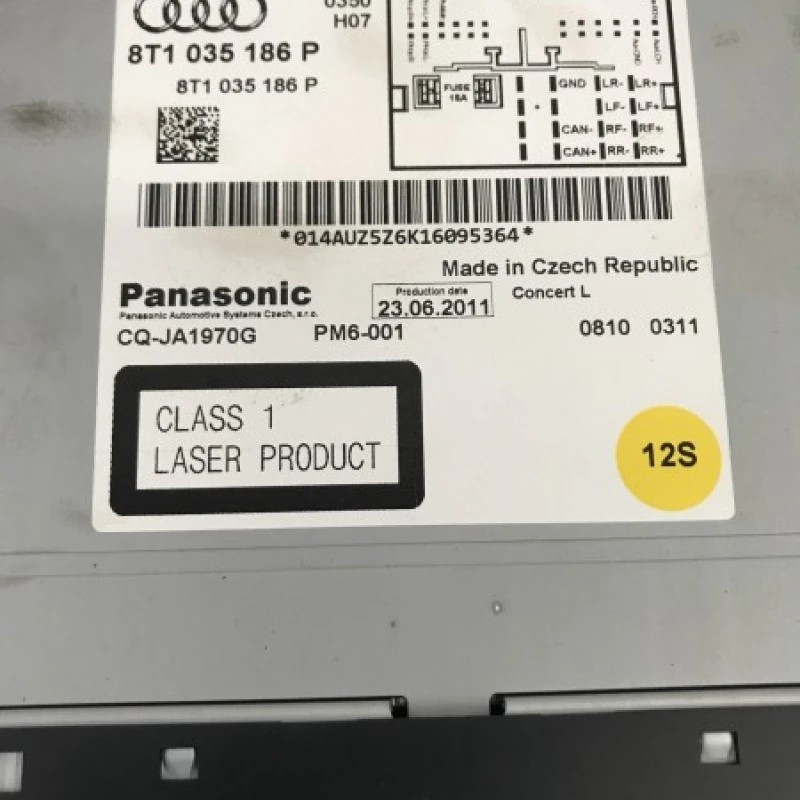 0350
H07
8T1 035 186 P
8T1 035 186 P
FUSE
15A
GND LR- LR+
LF- LF+
CAN- RF- RF+
CAN+ RR- RR+
*014AUZ5Z6K16095364*
Made in Czech Republic
Panasonic
Panasonic Automotive Systems Czech, s.r.o.
Production date
23.06.2011
Concert L
CQ-JA1970G
PM6-001
0810 0311
CLASS 1
LASER PRODUCT
12S